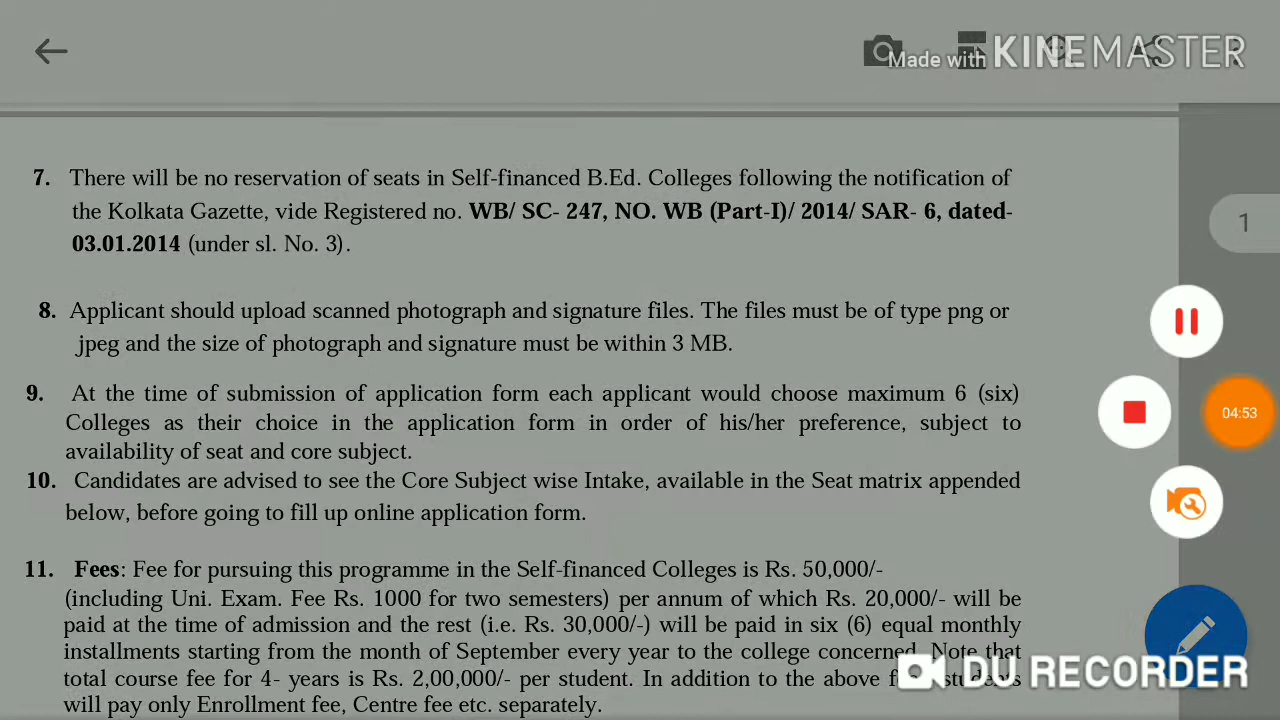 Made with KINEMASTER
7. There will be no reservation of seats in Self-financed B.Ed. Colleges following the notification of
the Kolkata Gazette, vide Registered no. WB/ SC- 247, NO. WB (Part-I)/ 2014/ SAR- 6, dated-
03.01.2014 (under sl. No. 3).
1
8. Applicant should upload scanned photograph and signature files. The files must be of type png or
jpeg and the size of photograph and signature must be within 3 MB.
9. At the time of submission of application form each applicant would choose maximum 6 (six)
Colleges as their choice in the application form in order of his/her preference, subject to
availability of seat and core subject.
04:53
10. Candidates are advised to see the Core Subject wise Intake, available in the Seat matrix appended
below, before going to fill up online application form.
11. Fees: Fee for pursuing this programme in the Self-financed Colleges is Rs. 50,000/-
(including Uni. Exam. Fee Rs. 1000 for two semesters) per annum of which Rs. 20,000/- will be
paid at the time of admission and the rest (i.e. Rs. 30,000/-) will be paid in six (6) equal monthly
installments starting from the month of September every year to the college concerned. Note that
total course fee for 4- years is Rs. 2,00,000/- per student. In addition to the above students
will pay only Enrollment fee, Centre fee etc. separately.
DU RECORDER